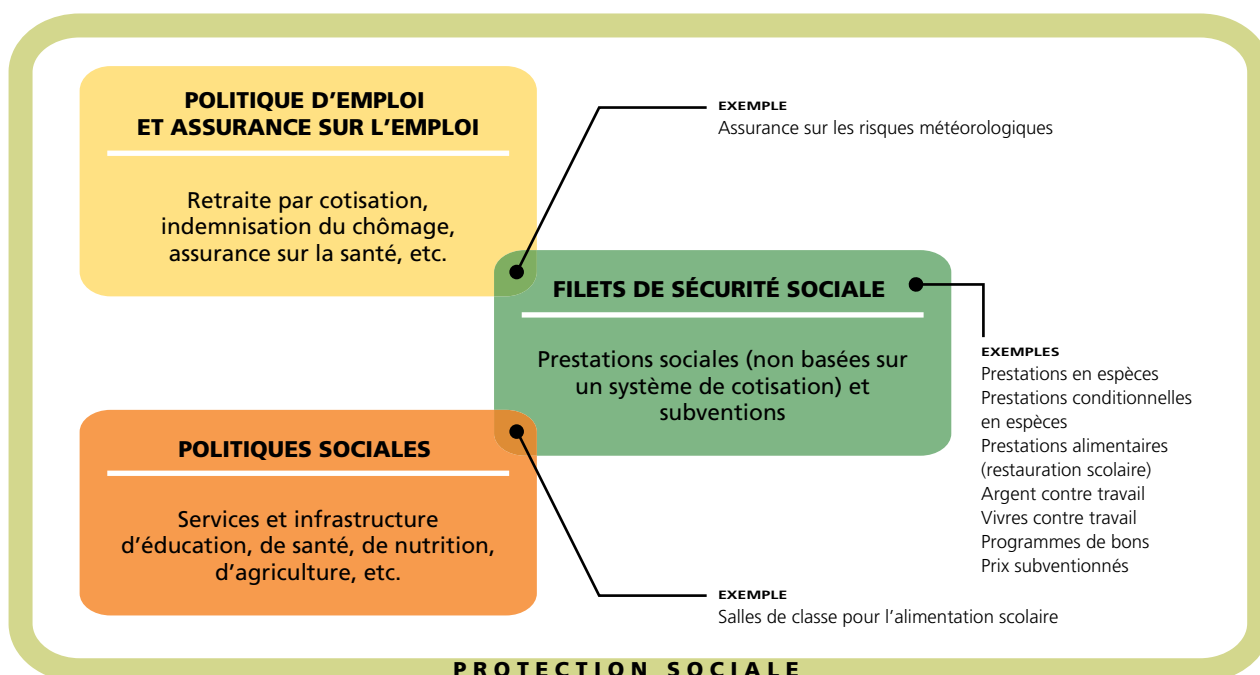 POLITIQUE D'EMPLOI
ET ASSURANCE SUR L'EMPLOI
Retraite par cotisation,
indemnisation du chômage,
assurance sur la santé, etc.
EXEMPLE
Assurance sur les risques météorologiques
FILETS DE SÉCURITÉ SOCIALE
Prestations sociales (non basées sur
un système de cotisation) et
subventions
EXEMPLES
Prestations en espèces
Prestations conditionnelles
en espèces
Prestations alimentaires
(restauration scolaire)
Argent contre travail
Vivres contre travail
Programmes de bons
Prix subventionnés
POLITIQUES SOCIALES
Services et infrastructure
d'éducation, de santé, de nutrition,
d'agriculture, etc.
EXEMPLE
Salles de classe pour l'alimentation scolaire
PROTECTION SOCIALE